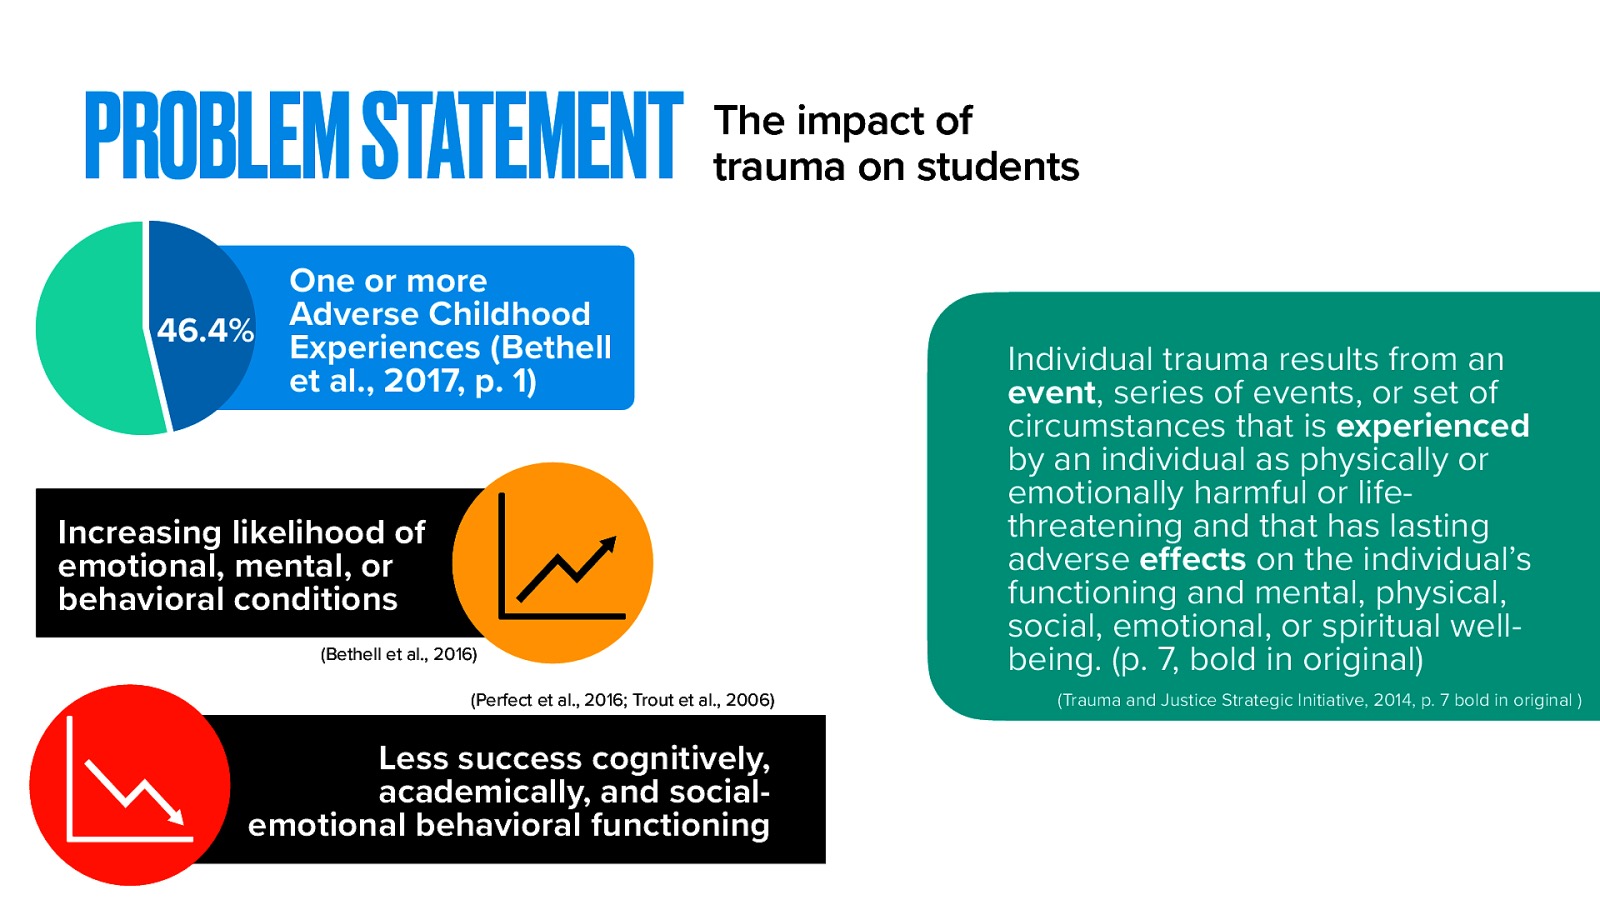 PROBLEM STATEMENT
The impact of
trauma on students
46.4%
One or more
Adverse Childhood
Experiences (Bethell
et al., 2017, p. 1)
Increasing likelihood of
emotional, mental, or
behavioral conditions
(Bethell et al., 2016)
(Perfect et al., 2016; Trout et al., 2006)
Less success cognitively,
academically, and social-
emotional behavioral functioning
Individual trauma results from an
event, series of events, or set of
circumstances that is experienced
by an individual as physically or
emotionally harmful or life-
threatening and that has lasting
adverse effects on the individual's
functioning and mental, physical,
social, emotional, or spiritual well-
being. (p. 7, bold in original)
(Trauma and Justice Strategic Initiative, 2014, p. 7 bold in original )